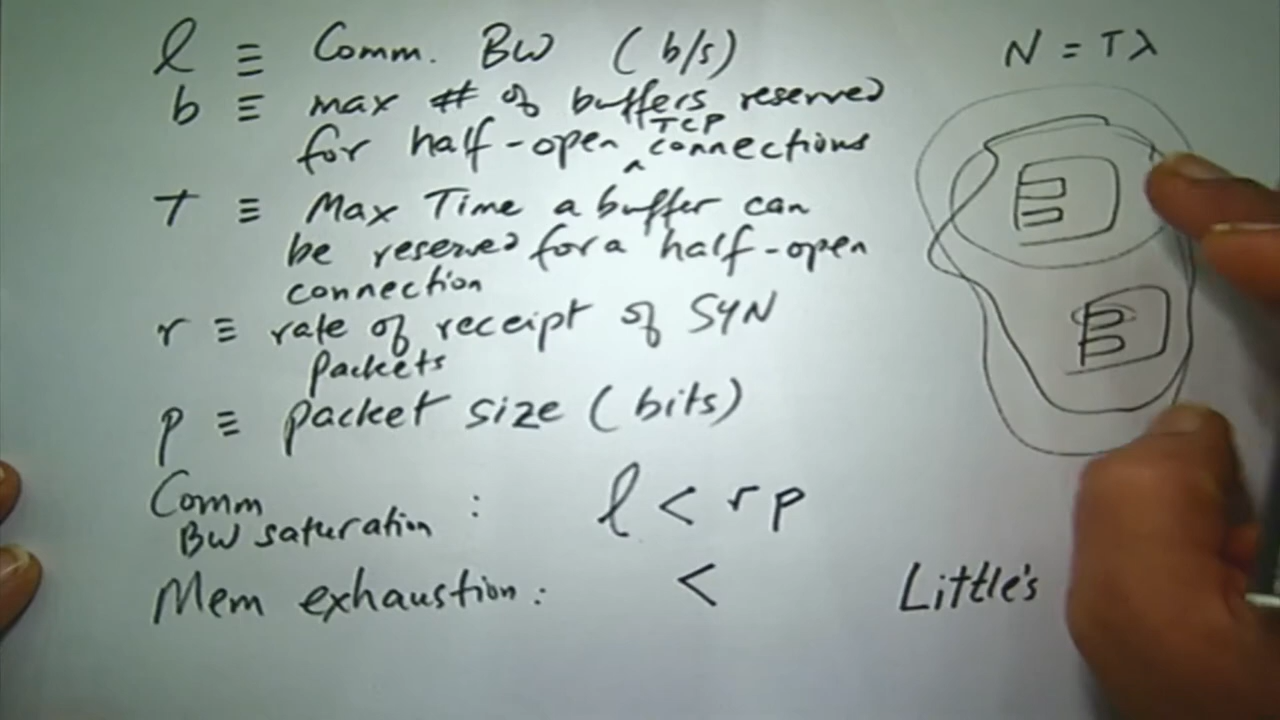 l ≡ Comm. BW (b/s)
N = Tλ
b ≡ max # of buffers reserved
for half-open ^ TCP connections
T ≡ Max Time a buffer can
be reserved for a half-open
connection
r ≡ rate of receipt of SYN
packets
p ≡ packet size (bits)
Comm
BW saturation : l < r p
Mem exhaustion : < Little's